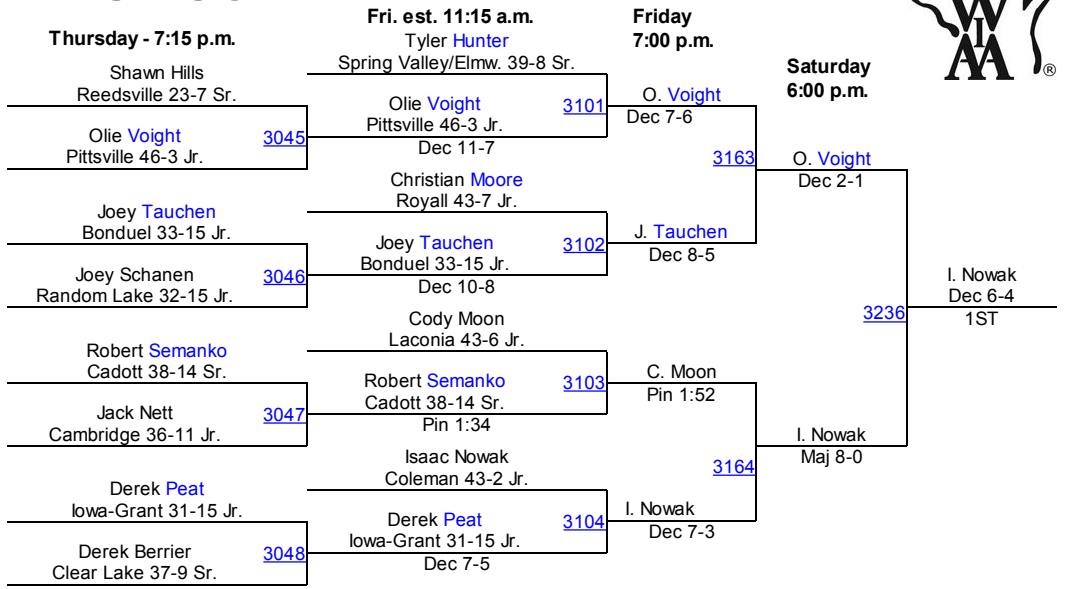 Thursday - 7:15 p.m.
Shawn Hills
Reedsville 23-7 Sr.
Olie Voight
Pittsville 46-3 Jr.
3045
Joey Tauchen
Bonduel 33-15 Jr.
Joey Schanen
Random Lake 32-15 Jr.
3046
Robert Semanko
Cadott 38-14 Sr.
Jack Nett
Cambridge 36-11 Jr.
3047
Derek Peat
Iowa-Grant 31-15 Jr.
Derek Berrier
Clear Lake 37-9 Sr.
3048
Fri. est. 11:15 a.m.
Tyler Hunter
Spring Valley/Elmw. 39-8 Sr.
Olie Voight
Pittsville 46-3 Jr.
Dec 11-7
3101
Christian Moore
Royall 43-7 Jr.
Joey Tauchen
Bonduel 33-15 Jr.
Dec 10-8
3102
Cody Moon
Laconia 43-6 Jr.
Robert Semanko
Cadott 38-14 Sr.
Pin 1:34
3103
Isaac Nowak
Coleman 43-2 Jr.
Derek Peat
Iowa-Grant 31-15 Jr.
Dec 7-5
3104
Friday
7:00 p.m.
O. Voight
Dec 7-6
3163
J. Tauchen
Dec 8-5
C. Moon
Pin 1:52
3164
I. Nowak
Dec 7-3
Saturday
6:00 p.m.
O. Voight
Dec 2-1
3236
I. Nowak
Maj 8-0
I. Nowak
Dec 6-4
1ST
W
I
AA
®